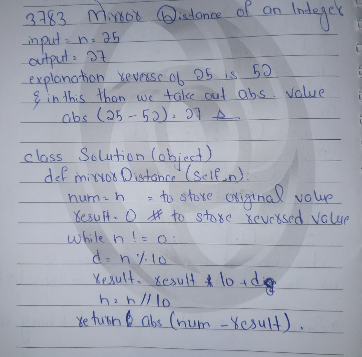 3783 Mirror Distance of an Integer
input = n = 25
output = 27
explanation reverse of 25 is 52
& in this than we take out abs value
abs (25 - 52) = 27
class Solution (object)
def mirror Distance (self, n):
num = n = to store original value
result = 0 # to store reversed value
while n != 0:
d = n % 10
result = result * 10 + d
n = n // 10
return abs (num - result).